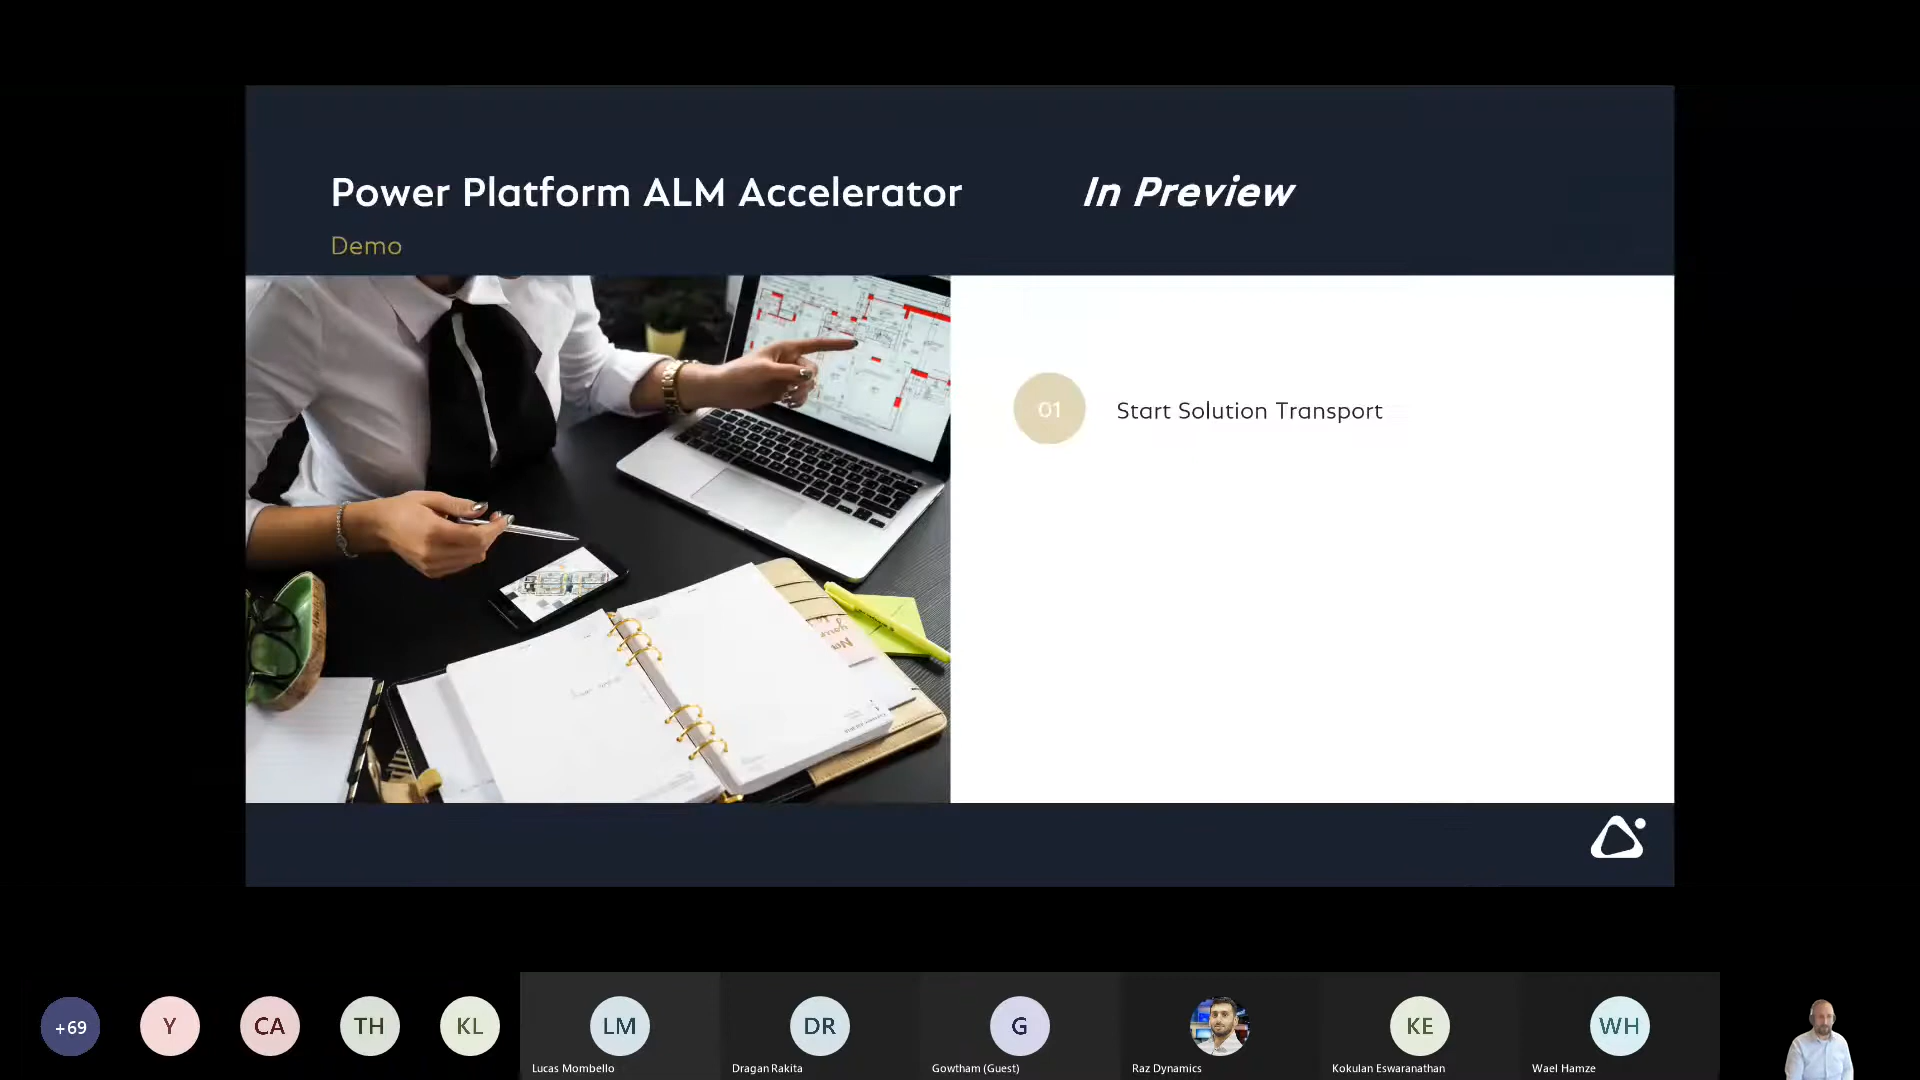 Power Platform ALM Accelerator
In Preview
Demo
01
Start Solution Transport
+69
Y
CA
TH
KL
LM
DR
G
KE
WH
Lucas Mombello
Dragan Rakita
Gowtham (Guest)
Raz Dynamics
Kokulan Eswaranathan
Wael Hamze